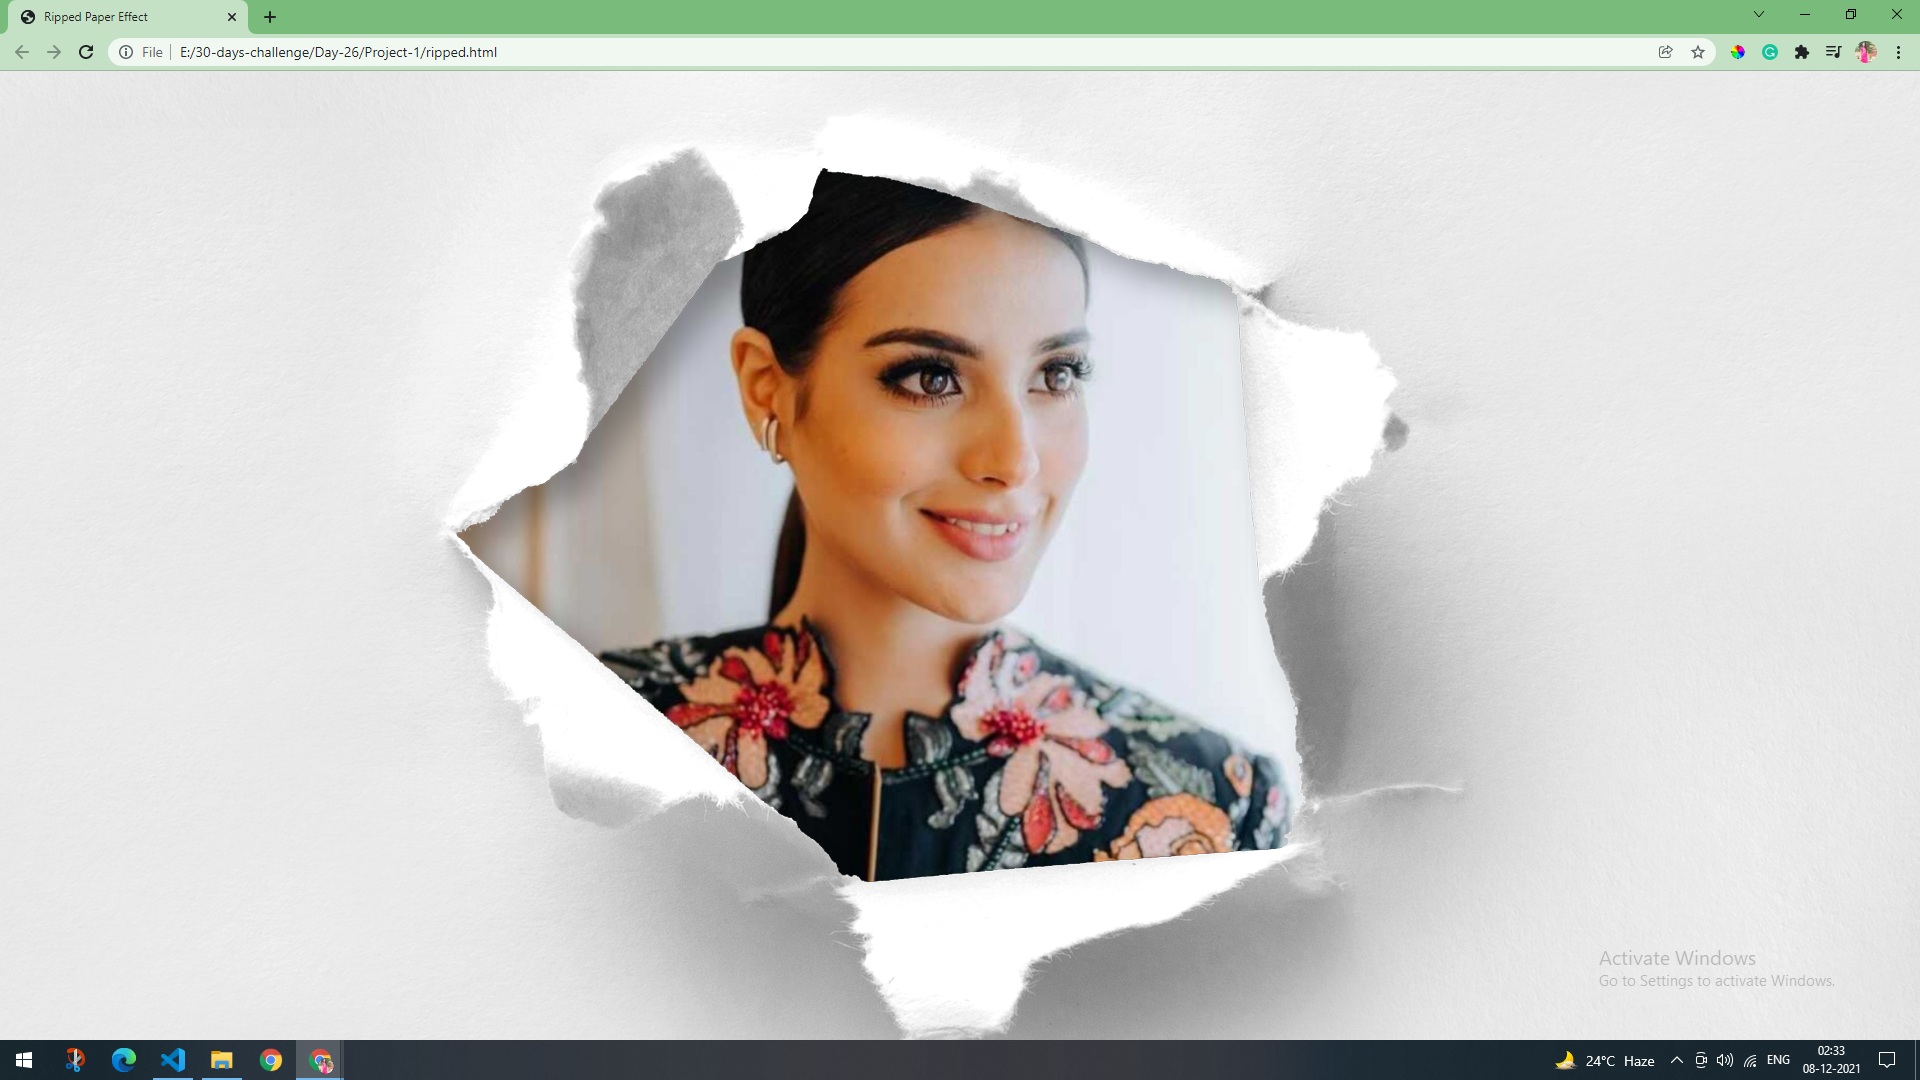 Ripped Paper Effect
File
E:/30-days-challenge/Day-26/Project-1/ripped.html
Activate Windows
Go to Settings to activate Windows.
24°C Haze
ENG
02:33
08-12-2021